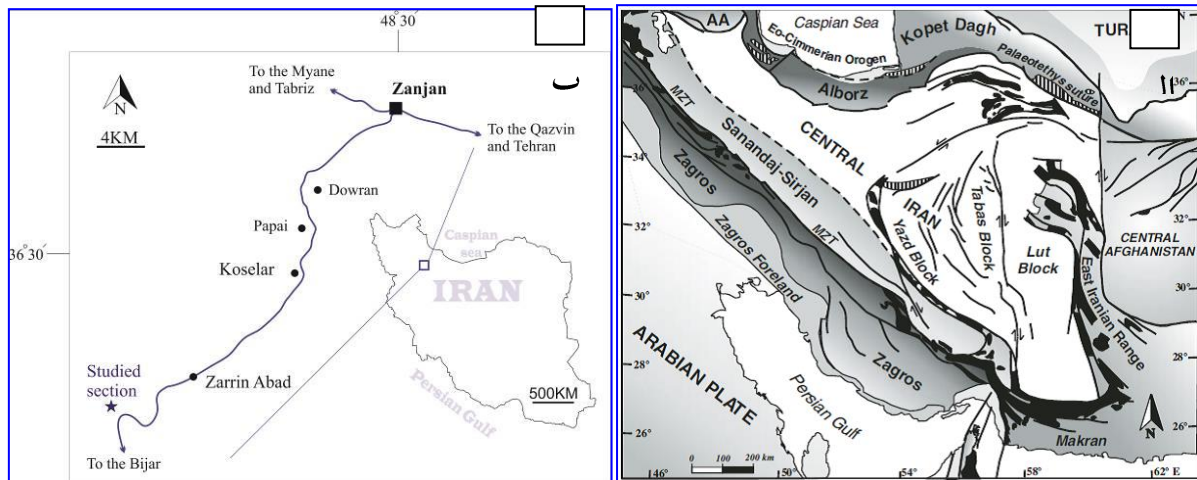 48°30
To the Myane
and Tabriz
Zanjan
N
4KM
To the Qazvin
and Tehran
Dowran
Papai
36°30
Koselar
Caspian
sea
IRAN
Studied
section
Zarrin Abad
500KM
Persian Gulf
To the Bijar
ب
AA
Caspian Sea
Eo-Cimmerian Orogen
Kopet Dagh
TUR
N
Palaeotethys suture
36°
36°
Alborz
MZT
CENTRAL
34°
Sanandaj-Sirjan
Zagros
32°
IRAN
Tabas Block
32°
CENTRAL
AFGHANISTAN
MZT
Yazd Block
Lut
Block
Zagros Foreland
East Iranian Range
30°
30°
ARABIAN PLATE
28°
Zagros
28°
Persian Gulf
26°
Makran
N
26°
0 100 200 km
46°
50°
54°
58°
62° E